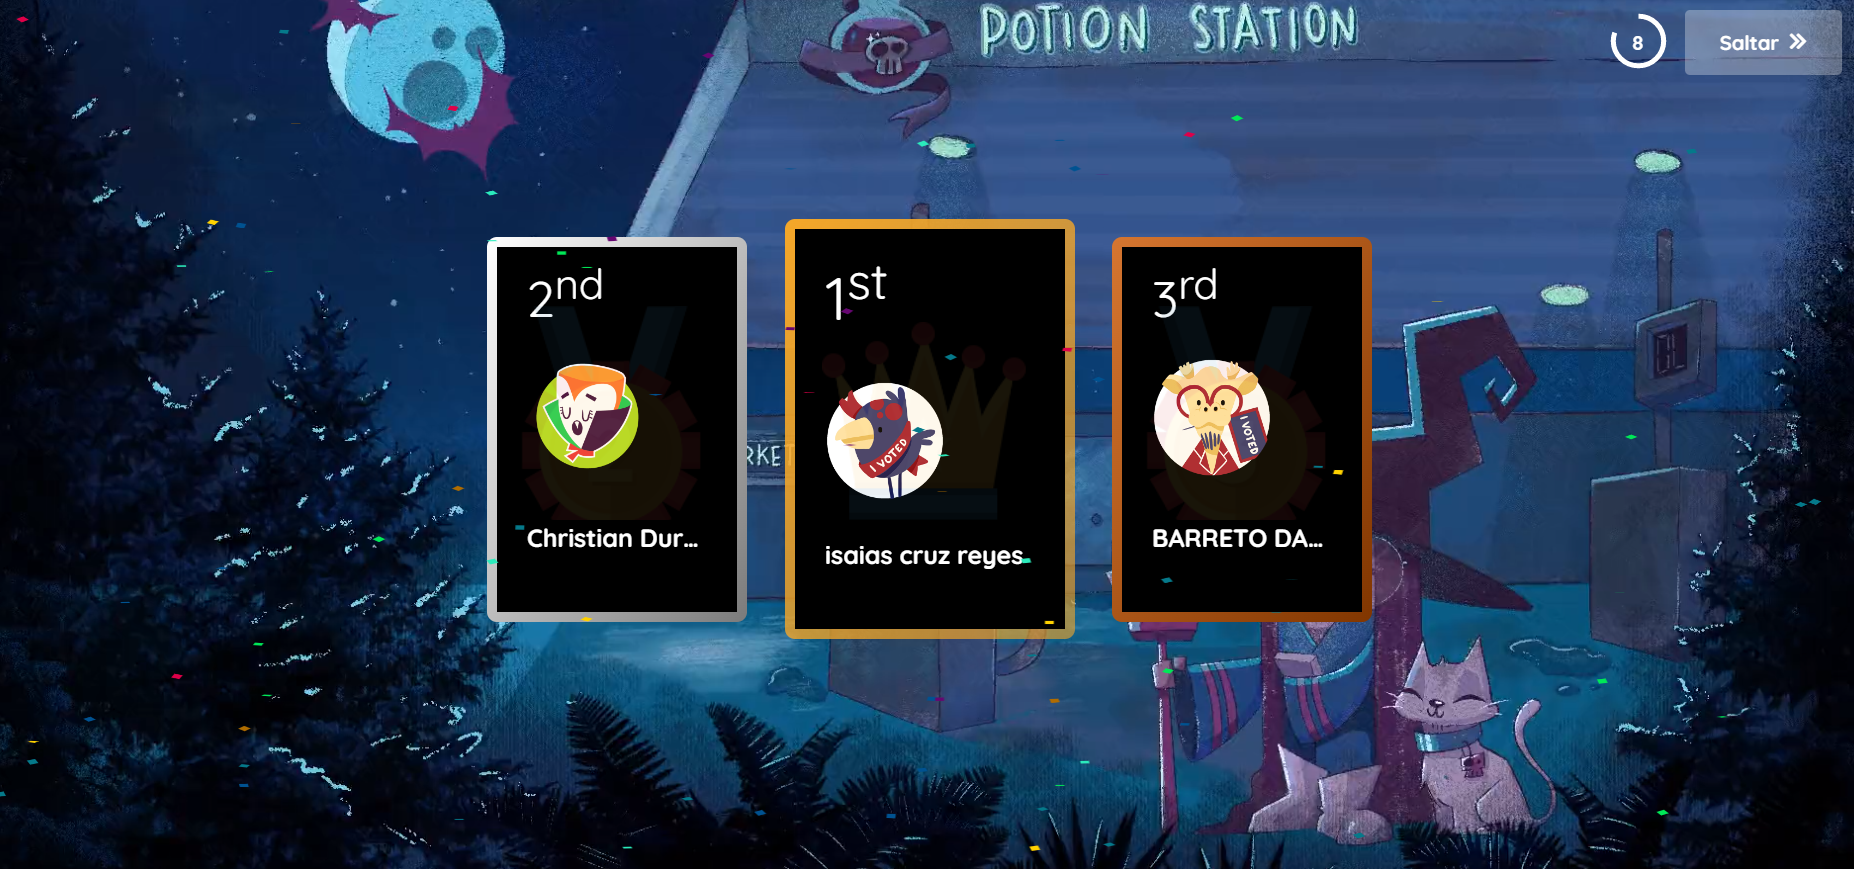 POTION STATION
8
Saltar
2nd
1st
3rd
I VOTED
I VOTED
RKET
Christian Dur...
isaias cruz reyes
BARRETO DA...